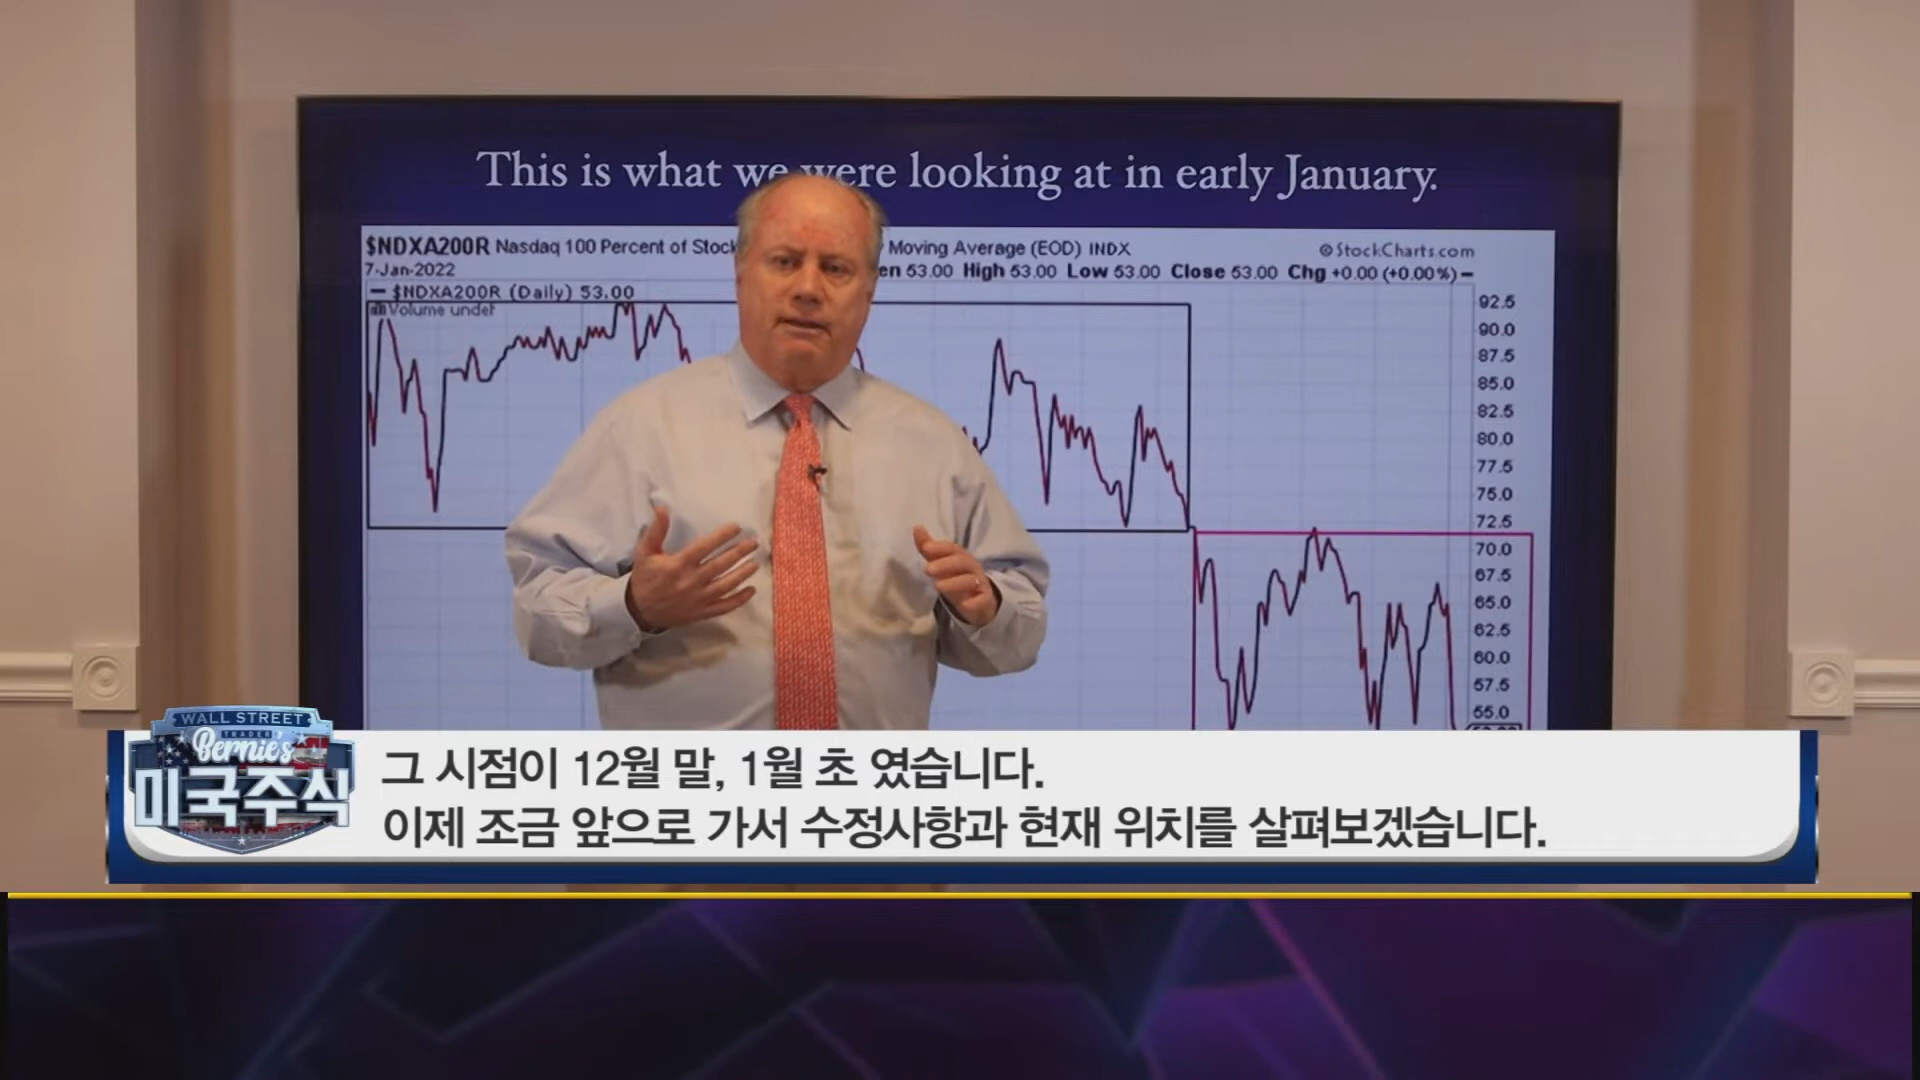 This is what we were looking at in early January.
$NDXA200R Nasdaq 100 Percent of Stock Moving Average (EOD) INDX
©StockCharts.com
7-Jan-2022
53.00 High 53.00 Low 53.00 Close 53.00 Chg +0.00 (+0.00%)
$NDXA200R (Daily) 53.00
Volume undef
92.5
90.0
87.5
85.0
82.5
80.0
77.5
75.0
72.5
70.0
67.5
65.0
62.5
60.0
57.5
55.0
WALL STREET
TRADER
Bernie's
미국주식
그 시점이 12월 말, 1월 초 였습니다.
이제 조금 앞으로 가서 수정사항과 현재 위치를 살펴보겠습니다.